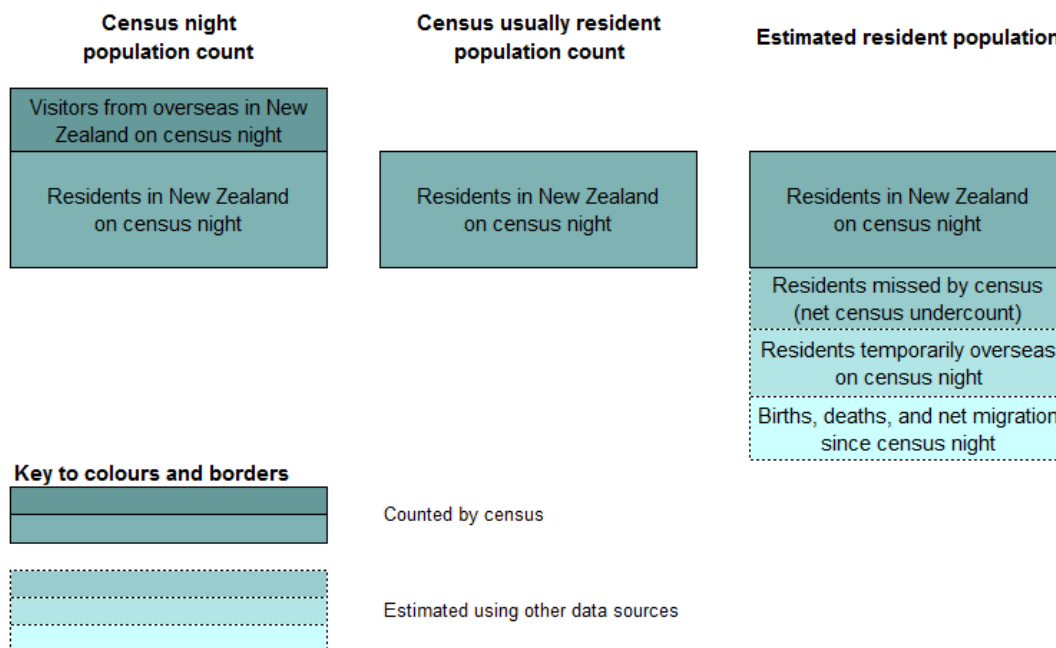 Census night
population count
Census usually resident
population count
Estimated resident population
Visitors from overseas in New
Zealand on census night
Residents in New Zealand
on census night
Residents in New Zealand
on census night
Residents in New Zealand
on census night
Residents missed by census
(net census undercount)
Residents temporarily overseas
on census night
Births, deaths, and net migration
since census night
Key to colours and borders
Counted by census
Estimated using other data sources